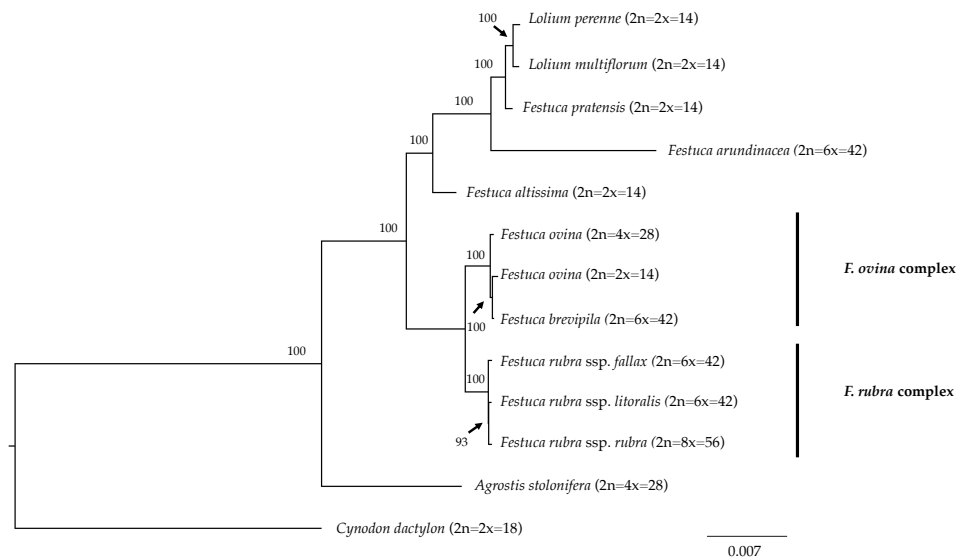 100
Lolium perenne (2n=2x=14)
100
Lolium multiflorum (2n=2x=14)
100
Festuca pratensis (2n=2x=14)
100
Festuca arundinacea (2n=6x=42)
Festuca altissima (2n=2x=14)
100
Festuca ovina (2n=4x=28)
100
Festuca ovina (2n=2x=14)
F. ovina complex
100
Festuca brevipila (2n=6x=42)
100
Festuca rubra ssp. fallax (2n=6x=42)
100
Festuca rubra ssp. litoralis (2n=6x=42)
F. rubra complex
93
Festuca rubra ssp. rubra (2n=8x=56)
100
Agrostis stolonifera (2n=4x=28)
Cynodon dactylon (2n=2x=18)
0.007